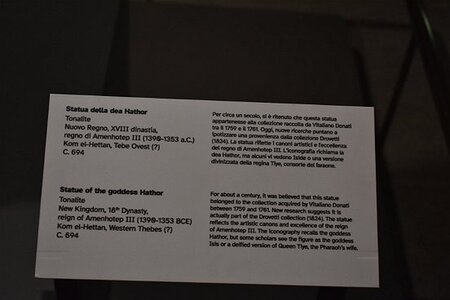 Statua della dea Hathor
Tonalite
Nuovo Regno, XVIII dinastia,
regno di Amenhotep III (1390-1353 a.C.)
Kom el-Hettan, Tebe Ovest (?)
C. 694
Per circa un secolo, si è ritenuto che questa statua
appartenesse alla collezione raccolta da Vitaliano Donati
tra il 1759 e il 1761. Oggi, nuove ricerche puntano a
ipotizzare una provenienza dalla collezione Drovetti
(1824). La statua riflette i canoni artistici e l'eccellenza
del regno di Amenhotep III. L'iconografia richiama la
dea Hathor, ma alcuni vi vedono Iside o una versione
divinizzata della regina Tiye, consorte del faraone.
Statue of the goddess Hathor
Tonalite
New Kingdom, 18th Dynasty,
reign of Amenhotep III (1390-1353 BCE)
Kom el-Hettan, Western Thebes (?)
C. 694
For about a century, it was believed that this statue
belonged to the collection acquired by Vitaliano Donati
between 1759 and 1761. New research suggests it is
actually part of the Drovetti collection (1824). The statue
reflects the artistic canons and excellence of the reign
of Amenhotep III. The iconography recalls the goddess
Hathor, but some scholars see the figure as the goddess
Isis or a deified version of Queen Tiye, the Pharaoh's wife.